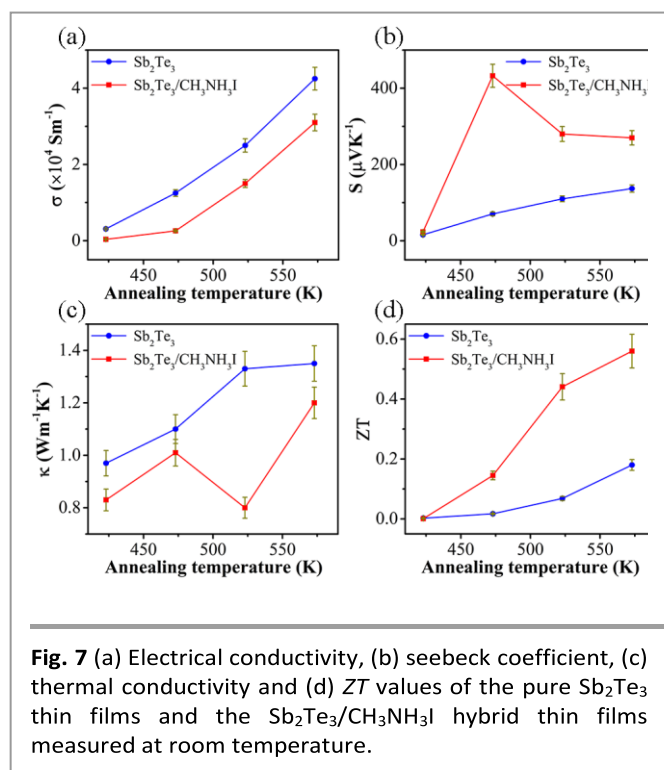 (a)
Sb₂Te₃
Sb₂Te₃/CH₃NH₃I
4
2
0
σ (×10⁴ Sm⁻¹)
450 500 550
Annealing temperature (K)
(b)
Sb₂Te₃
Sb₂Te₃/CH₃NH₃I
400
200
0
S (μVK⁻¹)
450 500 550
Annealing temperature (K)
(c)
Sb₂Te₃
Sb₂Te₃/CH₃NH₃I
1.4
1.2
1.0
0.8
κ (Wm⁻¹K⁻¹)
450 500 550
Annealing temperature (K)
(d)
Sb₂Te₃
Sb₂Te₃/CH₃NH₃I
0.6
0.4
0.2
0.0
ZT
450 500 550
Annealing temperature (K)
Fig. 7 (a) Electrical conductivity, (b) seebeck coefficient, (c)
thermal conductivity and (d) ZT values of the pure Sb₂Te₃
thin films and the Sb₂Te₃/CH₃NH₃I hybrid thin films
measured at room temperature.